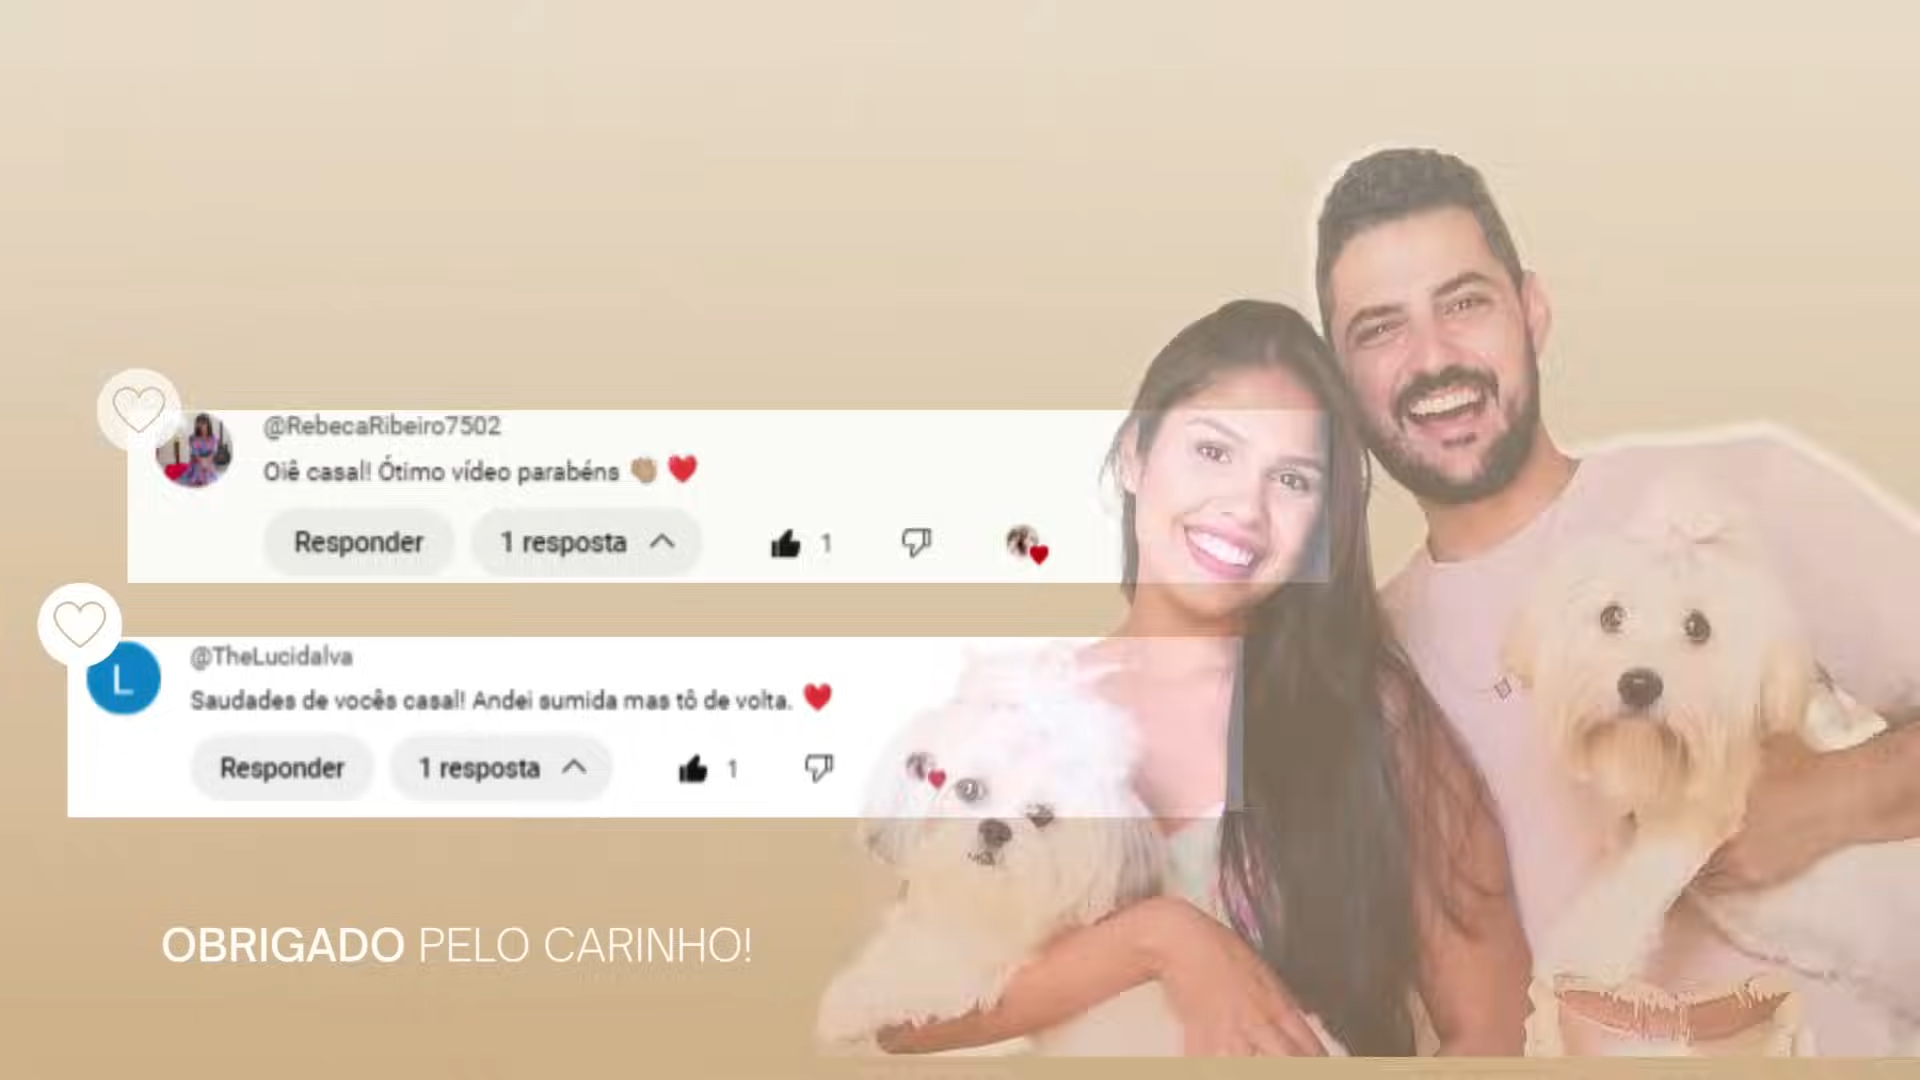 @RebecaRibeiro7502
Oiê casal! Ótimo vídeo parabéns 👏🏽 ❤️
Responder 1 resposta 1
@TheLucidalva
L
Saudades de vocês casal! Andei sumida mas tô de volta. ❤️
Responder 1 resposta 1
OBRIGADO PELO CARINHO!